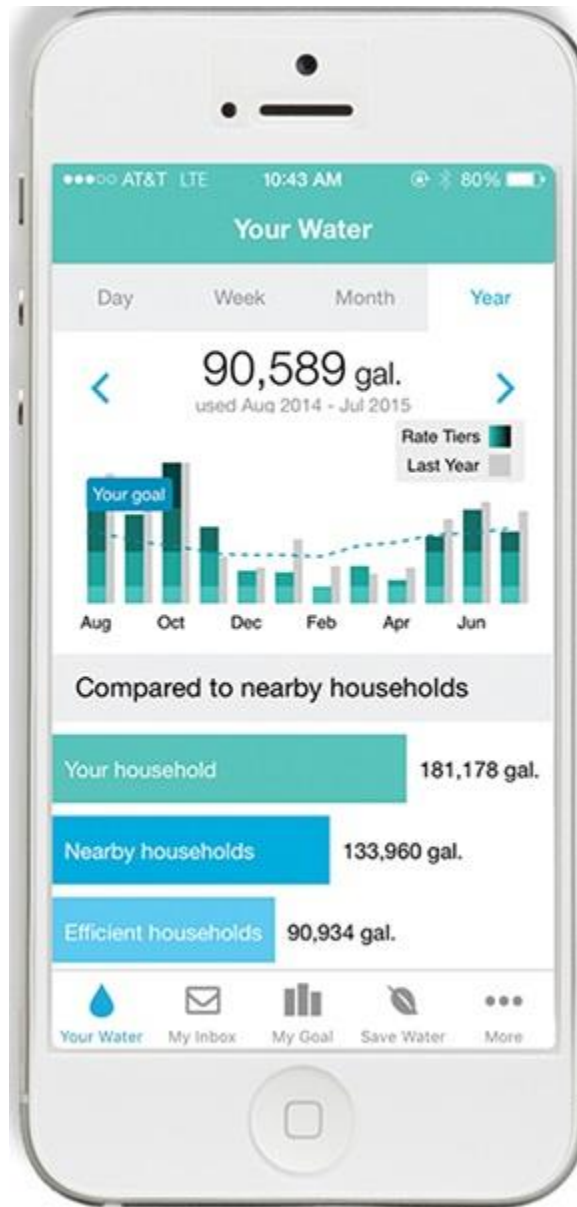 AT&T LTE 10:43 AM 80%
Your Water
Day Week Month Year
90,589 gal.
used Aug 2014 - Jul 2015
Rate Tiers
Last Year
Your goal
Aug Oct Dec Feb Apr Jun
Compared to nearby households
Your household 181,178 gal.
Nearby households 133,960 gal.
Efficient households 90,934 gal.
Your Water My Inbox My Goal Save Water More